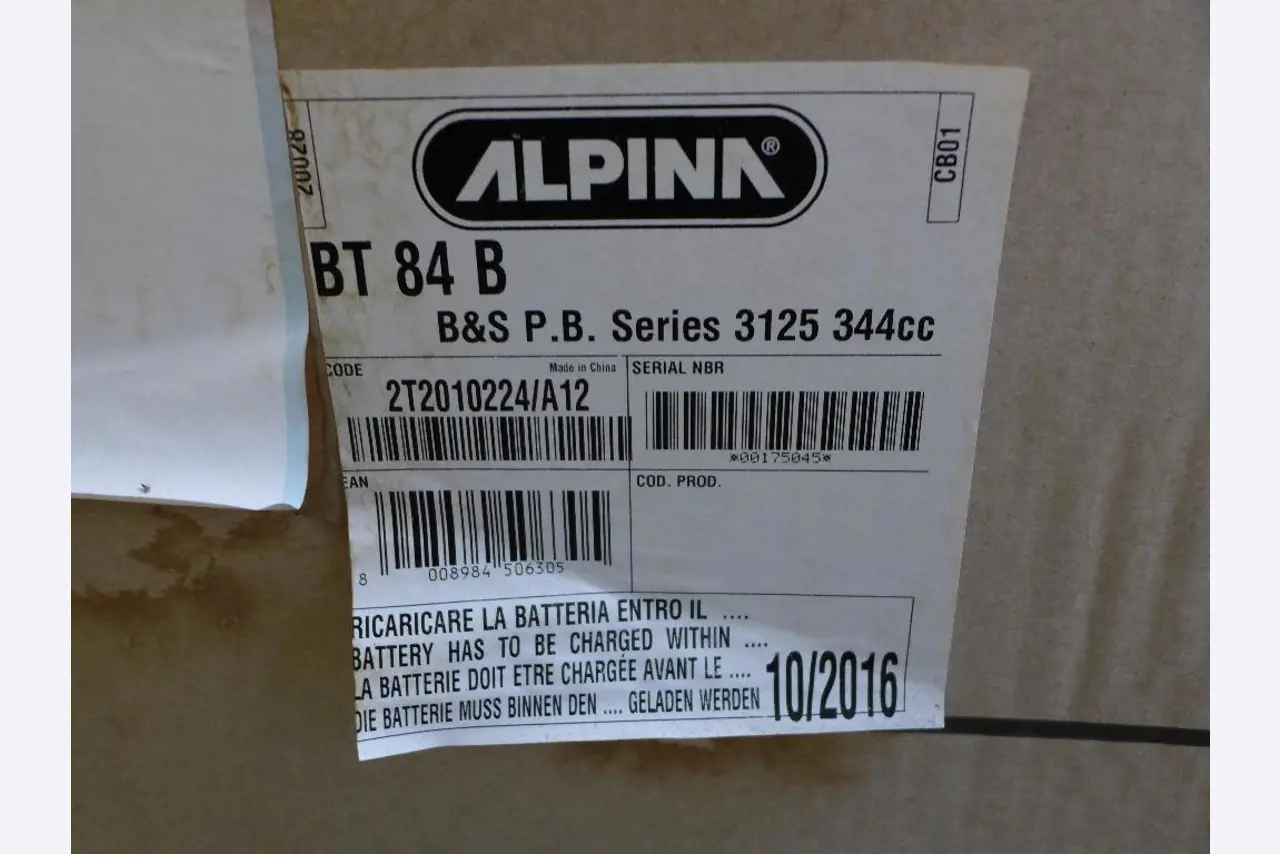 20028
ALPINA®
CB01
BT 84 B
B&S P.B. Series 3125 344cc
CODE
Made in China
2T2010224/A12
SERIAL NBR
*00175045*
EAN
COD. PROD.
8 008984 506305
RICARICARE LA BATTERIA ENTRO IL ....
BATTERY HAS TO BE CHARGED WITHIN ....
LA BATTERIE DOIT ETRE CHARGÉE AVANT LE ....
DIE BATTERIE MUSS BINNEN DEN .... GELADEN WERDEN
10/2016